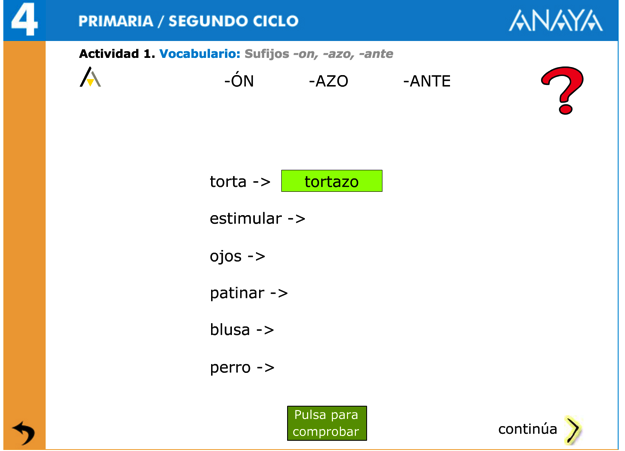 4 PRIMARIA / SEGUNDO CICLO ANAYA
Actividad 1. Vocabulario: Sufijos -on, -azo, -ante
-ÓN -AZO -ANTE
torta -> tortazo
estimular ->
ojos ->
patinar ->
blusa ->
perro ->
Pulsa para
comprobar
continúa